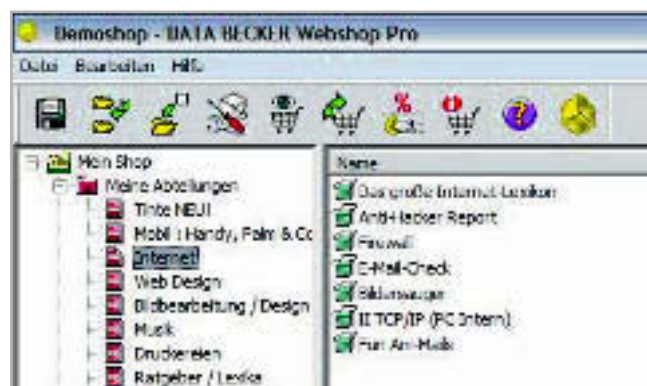 Demoshop - DATA BECKER Webshop Pro
Datei Bearbeiten Hilfe
Mein Shop
Meine Abteilungen
Tinte NEU!
Mobil : Handy, Palm & Co
Internet
Web Design
Bildbearbeitung / Design
Musik
Druckereien
Ratgeber / Lexika
Name
Das große Internet-Lexikon
Anti-Hacker Report
Firewall
E-Mail-Check
Bildersauger
TCP/IP (PC Intern)
Fun Ani-Mails